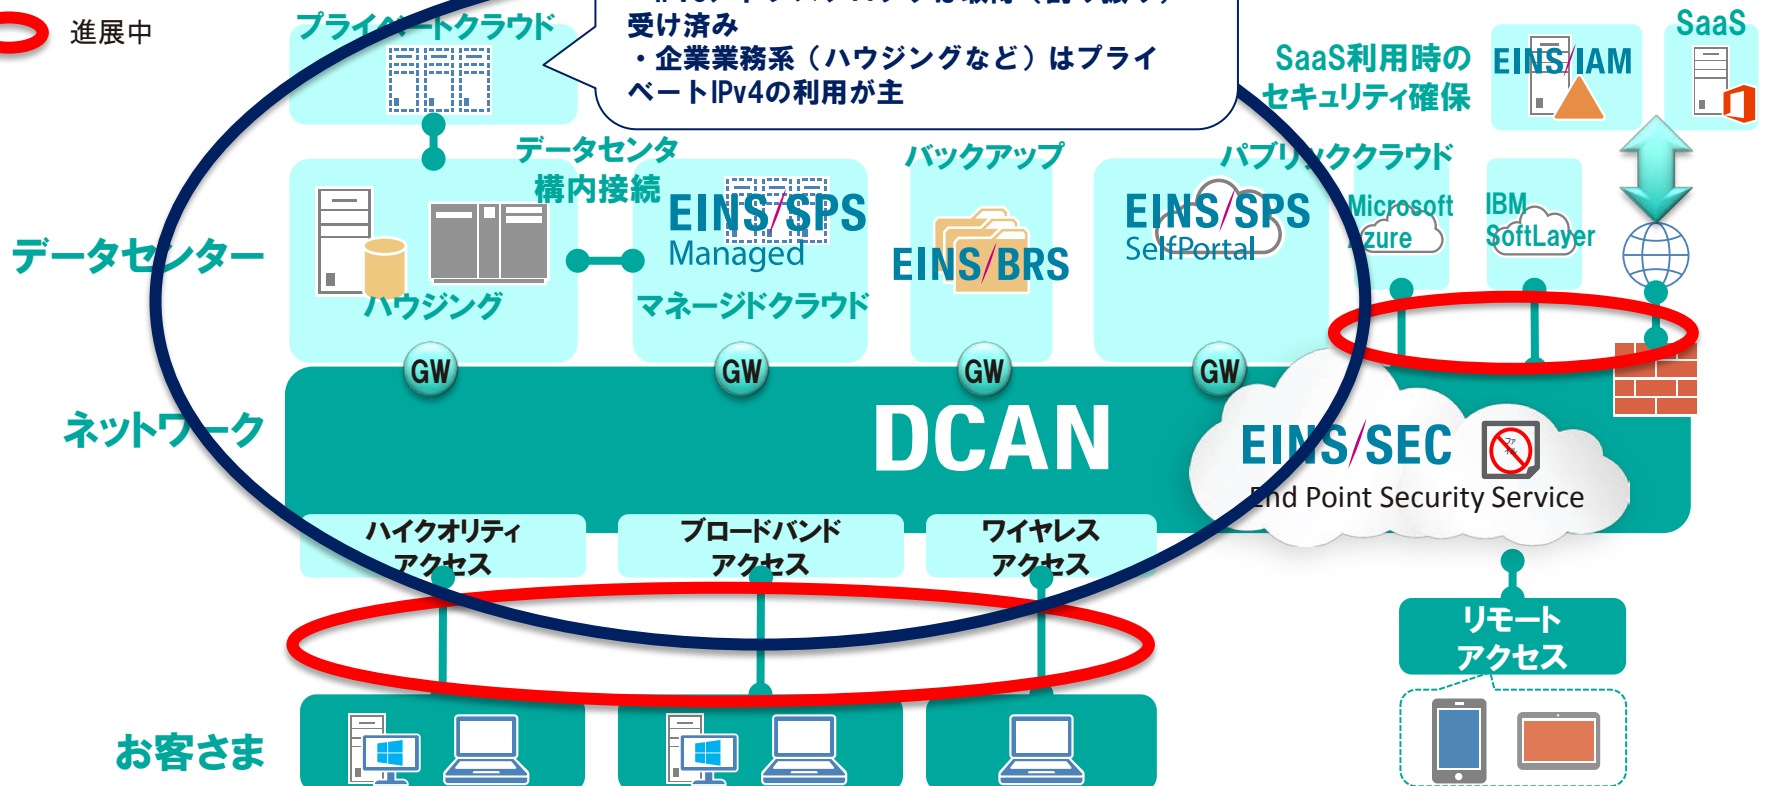 進展中
プライベートクラウド
受け済み
・企業業務系（ハウジングなど）はプライ
ベートIPv4の利用が主
SaaS利用時の
セキュリティ確保
EINS/IAM
SaaS
データセンタ
構内接続
バックアップ
パブリッククラウド
EINS/SPS
Managed
EINS/BRS
EINS/SPS
SelfPortal
Microsoft
Azure
IBM
SoftLayer
データセンター
ハウジング
マネージドクラウド
GW
GW
GW
GW
ネットワーク
DCAN
EINS/SEC
ファイル
End Point Security Service
ハイクオリティ
アクセス
ブロードバンド
アクセス
ワイヤレス
アクセス
リモート
アクセス
お客さま